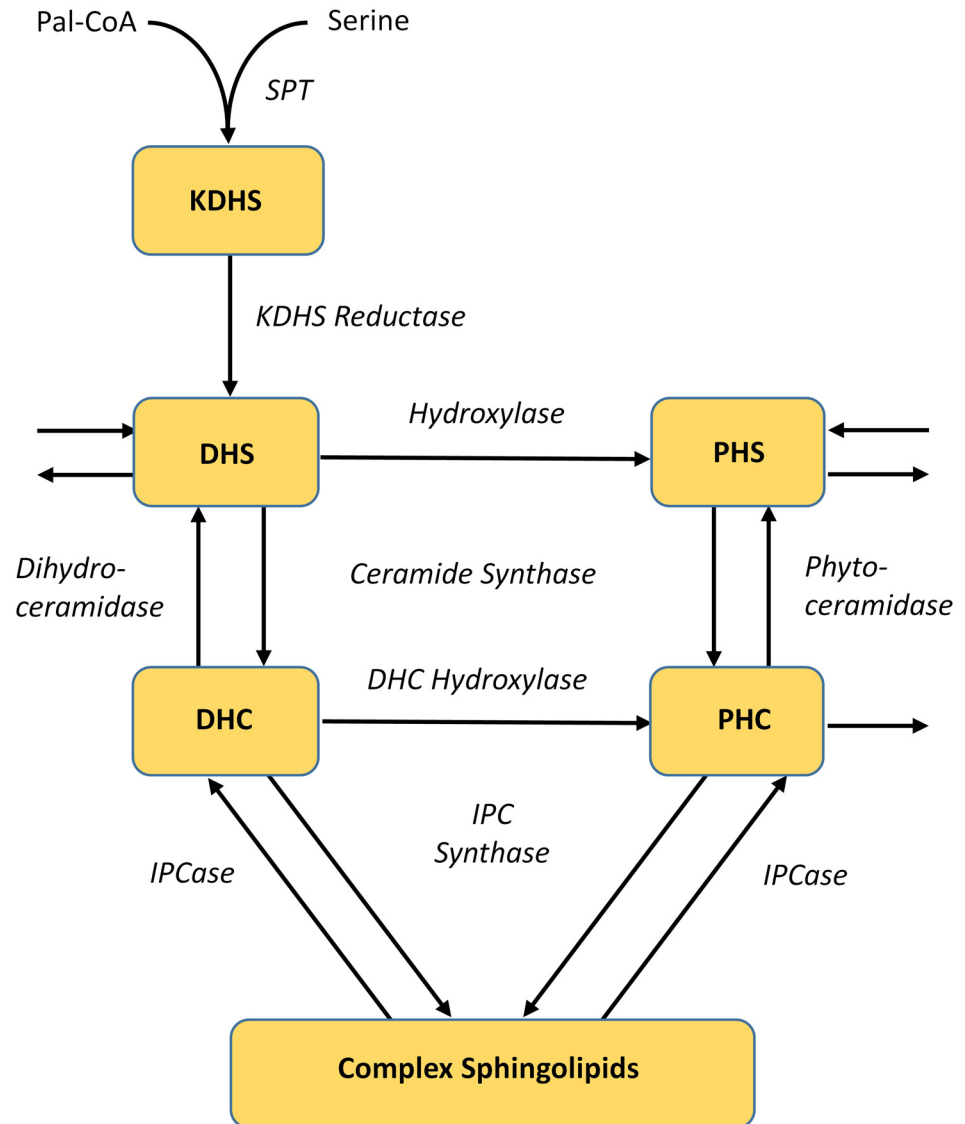 Pal-CoA
Serine
SPT
KDHS
KDHS Reductase
Hydroxylase
DHS
PHS
Dihydro-
ceramidase
Ceramide Synthase
Phyto-
ceramidase
DHC Hydroxylase
DHC
PHC
IPC
Synthase
IPCase
IPCase
Complex Sphingolipids